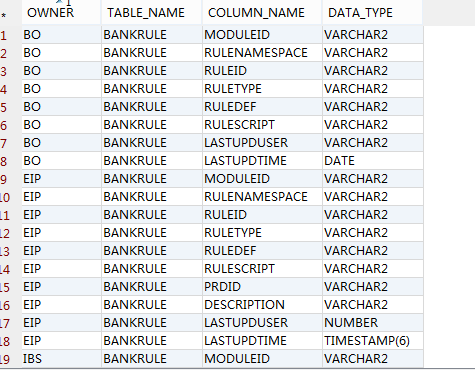 * OWNER TABLE_NAME COLUMN_NAME DATA_TYPE
1 BO BANKRULE MODULEID VARCHAR2
2 BO BANKRULE RULENAMESPACE VARCHAR2
3 BO BANKRULE RULEID VARCHAR2
4 BO BANKRULE RULETYPE VARCHAR2
5 BO BANKRULE RULEDEF VARCHAR2
6 BO BANKRULE RULESCRIPT VARCHAR2
7 BO BANKRULE LASTUPDUSER VARCHAR2
8 BO BANKRULE LASTUPDTIME DATE
9 EIP BANKRULE MODULEID VARCHAR2
10 EIP BANKRULE RULENAMESPACE VARCHAR2
11 EIP BANKRULE RULEID VARCHAR2
12 EIP BANKRULE RULETYPE VARCHAR2
13 EIP BANKRULE RULEDEF VARCHAR2
14 EIP BANKRULE RULESCRIPT VARCHAR2
15 EIP BANKRULE PRDID VARCHAR2
16 EIP BANKRULE DESCRIPTION VARCHAR2
17 EIP BANKRULE LASTUPDUSER NUMBER
18 EIP BANKRULE LASTUPDTIME TIMESTAMP(6)
19 IBS BANKRULE MODULEID VARCHAR2